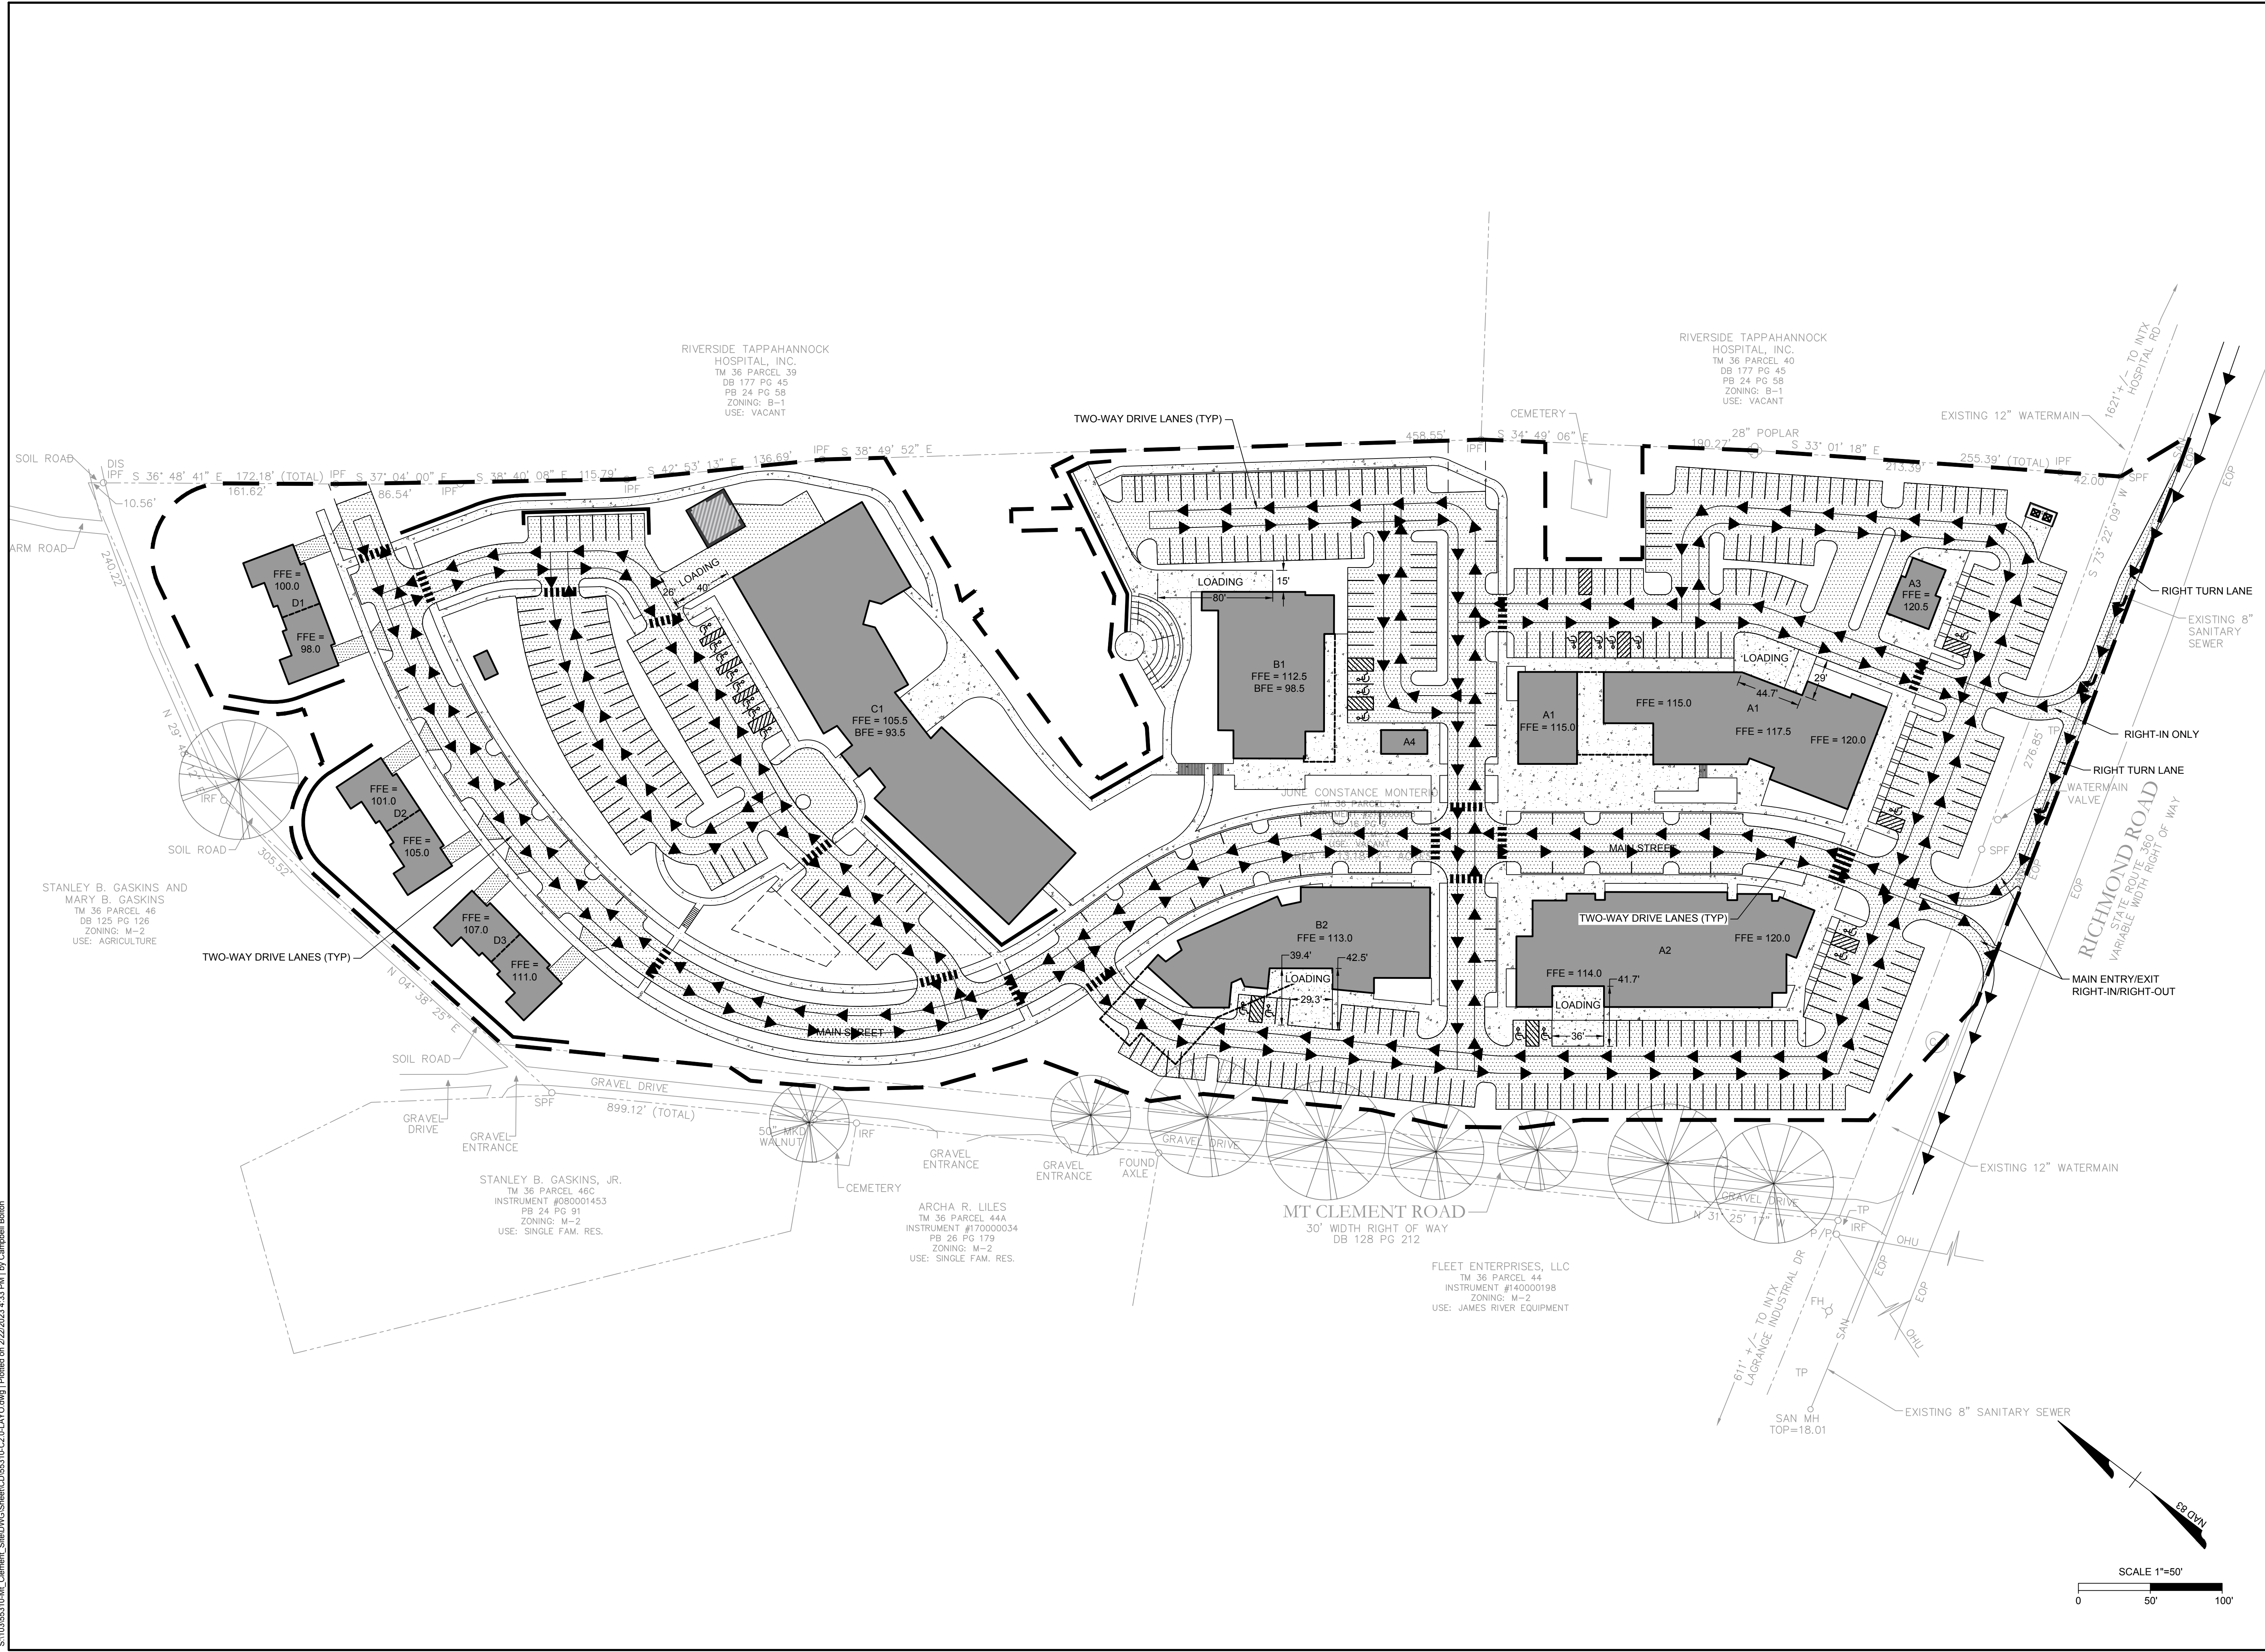 RIVERSIDE TAPPAHANNOCK
HOSPITAL, INC.
TM 36 PARCEL 39
DB 177 PG 45
PB 24 PG 58
ZONING: B-1
USE: VACANT
RIVERSIDE TAPPAHANNOCK
HOSPITAL, INC.
TM 36 PARCEL 40
DB 177 PG 45
PB 24 PG 58
ZONING: B-1
USE: VACANT
1621' +/- TO INTX
HOSPITAL RD
TWO-WAY DRIVE LANES (TYP)
CEMETERY
EXISTING 12" WATERMAIN
28" POPLAR
SOIL ROAD
DIS
IPF
S 36° 48' 41" E
172.18' (TOTAL)
IPF
161.62'
S 37° 04' 00" E
86.54'
IPF
S 38° 40' 08" E
115.79'
IPF
S 42° 53' 13" E
136.69'
IPF
S 38° 49' 52" E
458.55'
IPF
S 34° 49' 06" E
190.27'
S 33° 01' 18" E
213.39'
255.39' (TOTAL)
IPF
42.00'
SPF
SAN
EOP
EOP
10.56'
ARM ROAD
240.22'
S 73° 22' 09" W
FFE =
100.0
D1
FFE =
98.0
LOADING
26'
40'
LOADING
80'
15'
A3
FFE =
120.5
RIGHT TURN LANE
EXISTING 8"
SANITARY
SEWER
C1
FFE = 105.5
BFE = 93.5
B1
FFE = 112.5
BFE = 98.5
A4
A1
FFE = 115.0
FFE = 115.0
LOADING
44.7'
29'
A1
FFE = 117.5
FFE = 120.0
RIGHT-IN ONLY
276.85'
TP
RIGHT TURN LANE
WATERMAIN
VALVE
IRF
SOIL ROAD
305.52'
FFE =
101.0
D2
FFE =
105.0
JUNE CONSTANCE MONTERIO
TM 36 PARCEL 43
VACANT
MAIN STREET
SPF
EOP
EOP
RICHMOND ROAD
STATE ROUTE 360
VARIABLE WIDTH RIGHT OF WAY
STANLEY B. GASKINS AND
MARY B. GASKINS
TM 36 PARCEL 46
DB 125 PG 126
ZONING: M-2
USE: AGRICULTURE
TWO-WAY DRIVE LANES (TYP)
FFE =
107.0
D3
FFE =
111.0
B2
FFE = 113.0
39.4'
42.5'
LOADING
29.3'
TWO-WAY DRIVE LANES (TYP)
FFE = 120.0
A2
FFE = 114.0
41.7'
LOADING
36'
MAIN ENTRY/EXIT
RIGHT-IN/RIGHT-OUT
N 04° 38' 25" E
MAIN STREET
SOIL ROAD
GRAVEL
DRIVE
GRAVEL
ENTRANCE
SPF
GRAVEL DRIVE
899.12' (TOTAL)
50" MKD
WALNUT
IRF
CEMETERY
GRAVEL
ENTRANCE
GRAVEL
ENTRANCE
FOUND
AXLE
GRAVEL DRIVE
EXISTING 12" WATERMAIN
STANLEY B. GASKINS, JR.
TM 36 PARCEL 46C
INSTRUMENT #080001453
PB 24 PG 91
ZONING: M-2
USE: SINGLE FAM. RES.
ARCHA R. LILES
TM 36 PARCEL 44A
INSTRUMENT #170000034
PB 26 PG 179
ZONING: M-2
USE: SINGLE FAM. RES.
MT CLEMENT ROAD
30' WIDTH RIGHT OF WAY
DB 128 PG 212
GRAVEL DRIVE
N 31° 25' 17" W
TP
IRF
P/P
OHU
FLEET ENTERPRISES, LLC
TM 36 PARCEL 44
INSTRUMENT #140000198
ZONING: M-2
USE: JAMES RIVER EQUIPMENT
611' +/- TO INTX
LAGRANGE INDUSTRIAL DR
EOP
EOP
FH
SAN
OHU
TP
SAN MH
TOP=18.01
EXISTING 8" SANITARY SEWER
NAD 83
SCALE 1"=50'
0
50'
100'